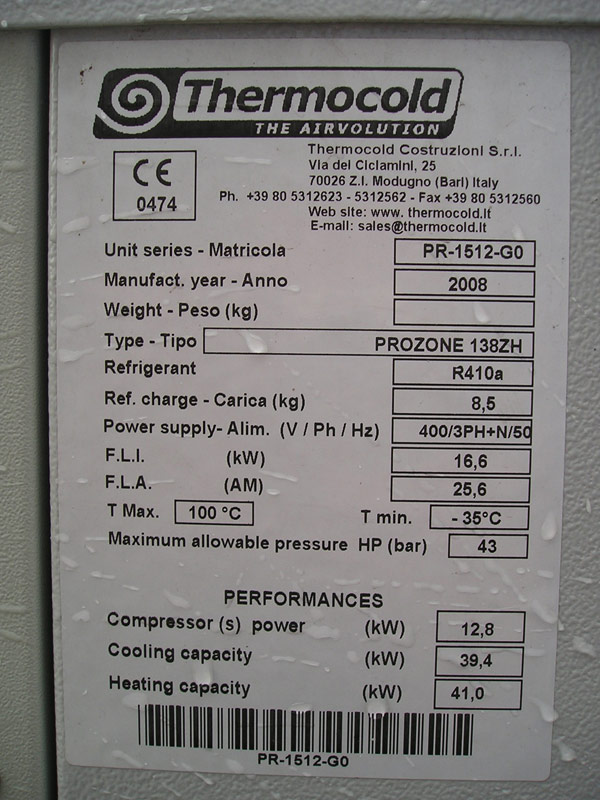 Thermocold
THE AIRVOLUTION
Thermocold Costruzioni S.r.l.
Via dei Ciclamini, 25
70026 Z.I. Modugno (Bari) Italy
Ph. +39 80 5312623 - 5312562 - Fax +39 80 5312560
Web site: www. thermocold.it
E-mail: sales@thermocold.it
CE
0474
Unit series - Matricola PR-1512-G0
Manufact. year - Anno 2008
Weight - Peso (kg)
Type - Tipo PROZONE 138ZH
Refrigerant R410a
Ref. charge - Carica (kg) 8,5
Power supply- Alim. (V / Ph / Hz) 400/3PH+N/50
F.L.I. (kW) 16,6
F.L.A. (AM) 25,6
T Max. 100 °C T min. - 35°C
Maximum allowable pressure HP (bar) 43
PERFORMANCES
Compressor (s) power (kW) 12,8
Cooling capacity (kW) 39,4
Heating capacity (kW) 41,0
PR-1512-G0